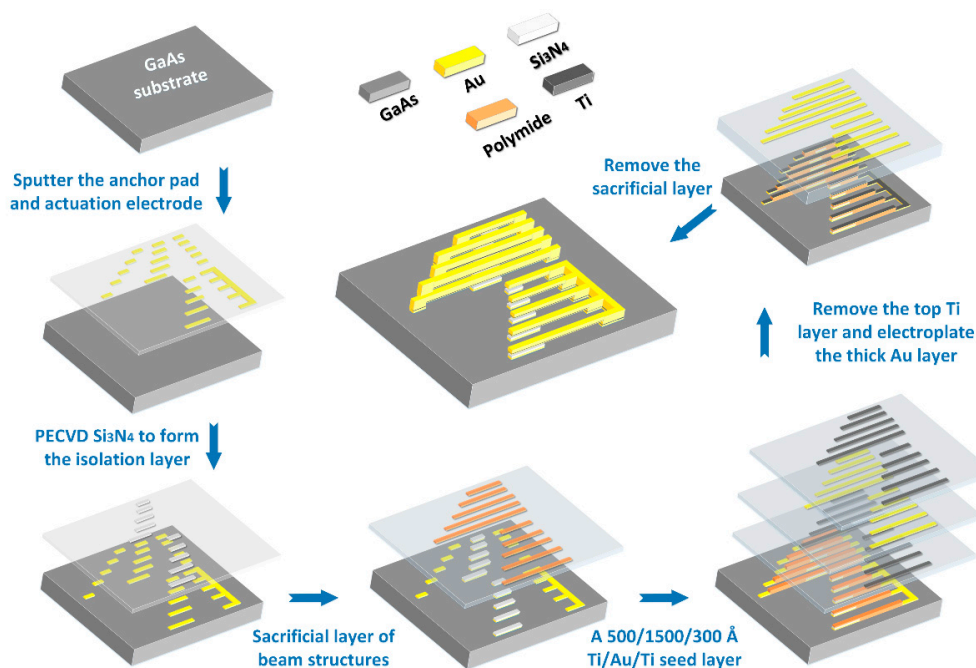 GaAs
substrate
Si₃N₄
Au
GaAs
Ti
Polymide
Sputter the anchor pad
and actuation electrode
Remove the
sacrificial layer
Remove the top Ti
layer and electroplate
the thick Au layer
PECVD Si₃N₄ to form
the isolation layer
Sacrificial layer of
beam structures
A 500/1500/300 Å
Ti/Au/Ti seed layer